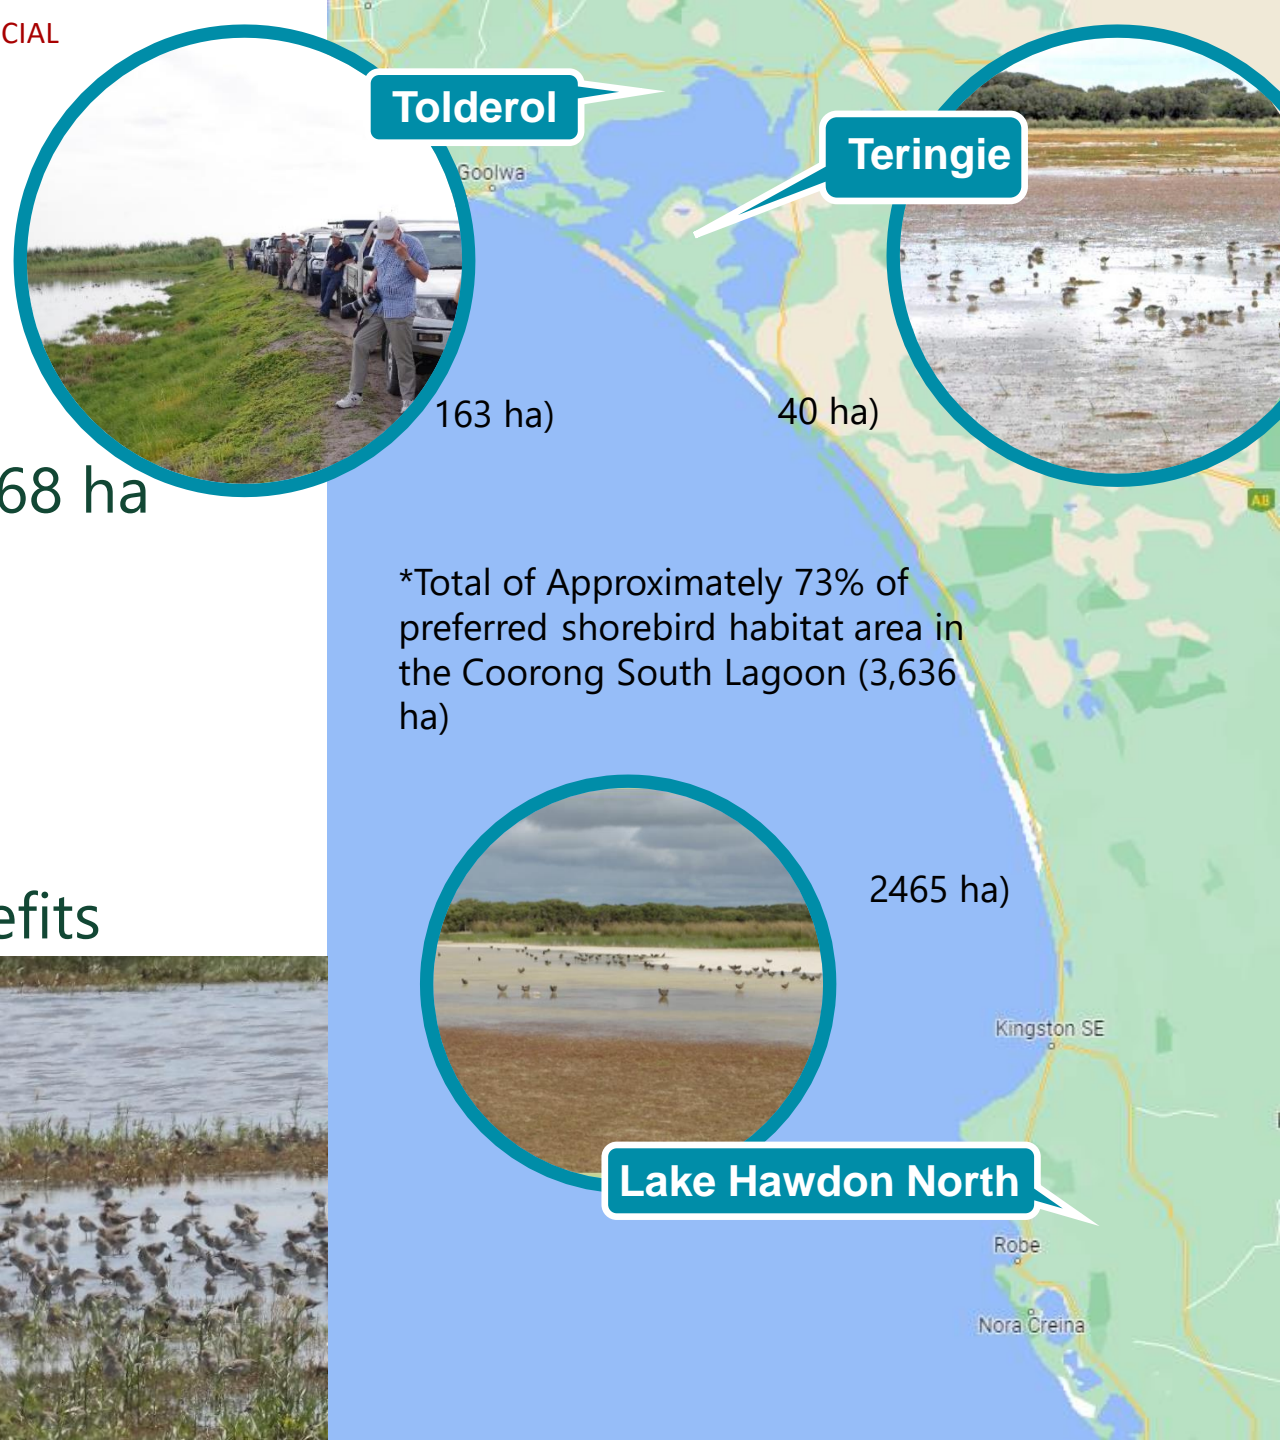 CIAL
Tolderol
Teringie
Goolwa
163 ha)
40 ha)
68 ha
A8
*Total of Approximately 73% of
preferred shorebird habitat area in
the Coorong South Lagoon (3,636
ha)
2465 ha)
efits
Kingston SE
Lake Hawdon North
Robe
Nora Creina